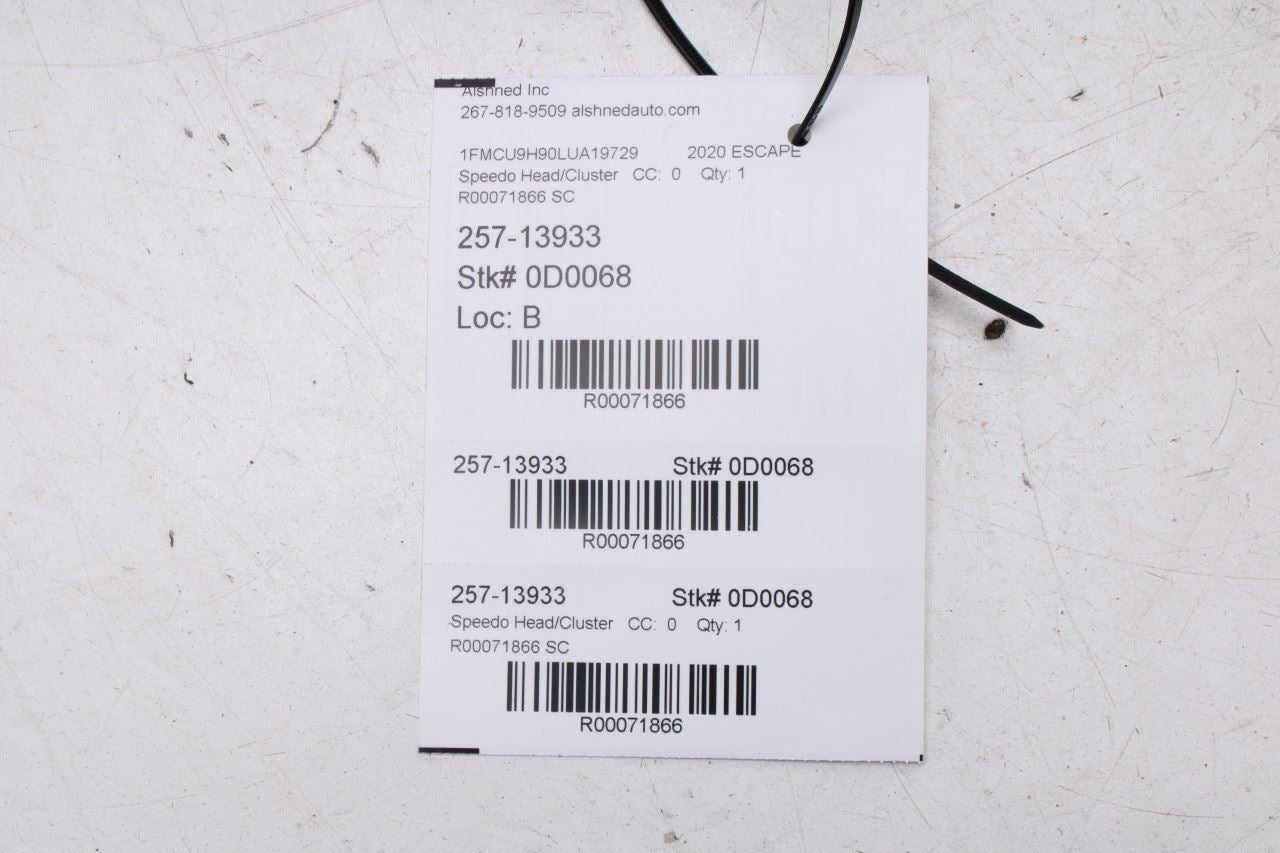 Alshned Inc
267-818-9509 alshnedauto.com
1FMCU9H90LUA19729 2020 ESCAPE
Speedo Head/Cluster CC: 0 Qty: 1
R00071866 SC
257-13933
Stk# 0D0068
Loc: B
R00071866
257-13933 Stk# 0D0068
R00071866
257-13933 Stk# 0D0068
Speedo Head/Cluster CC: 0 Qty: 1
R00071866 SC
R00071866